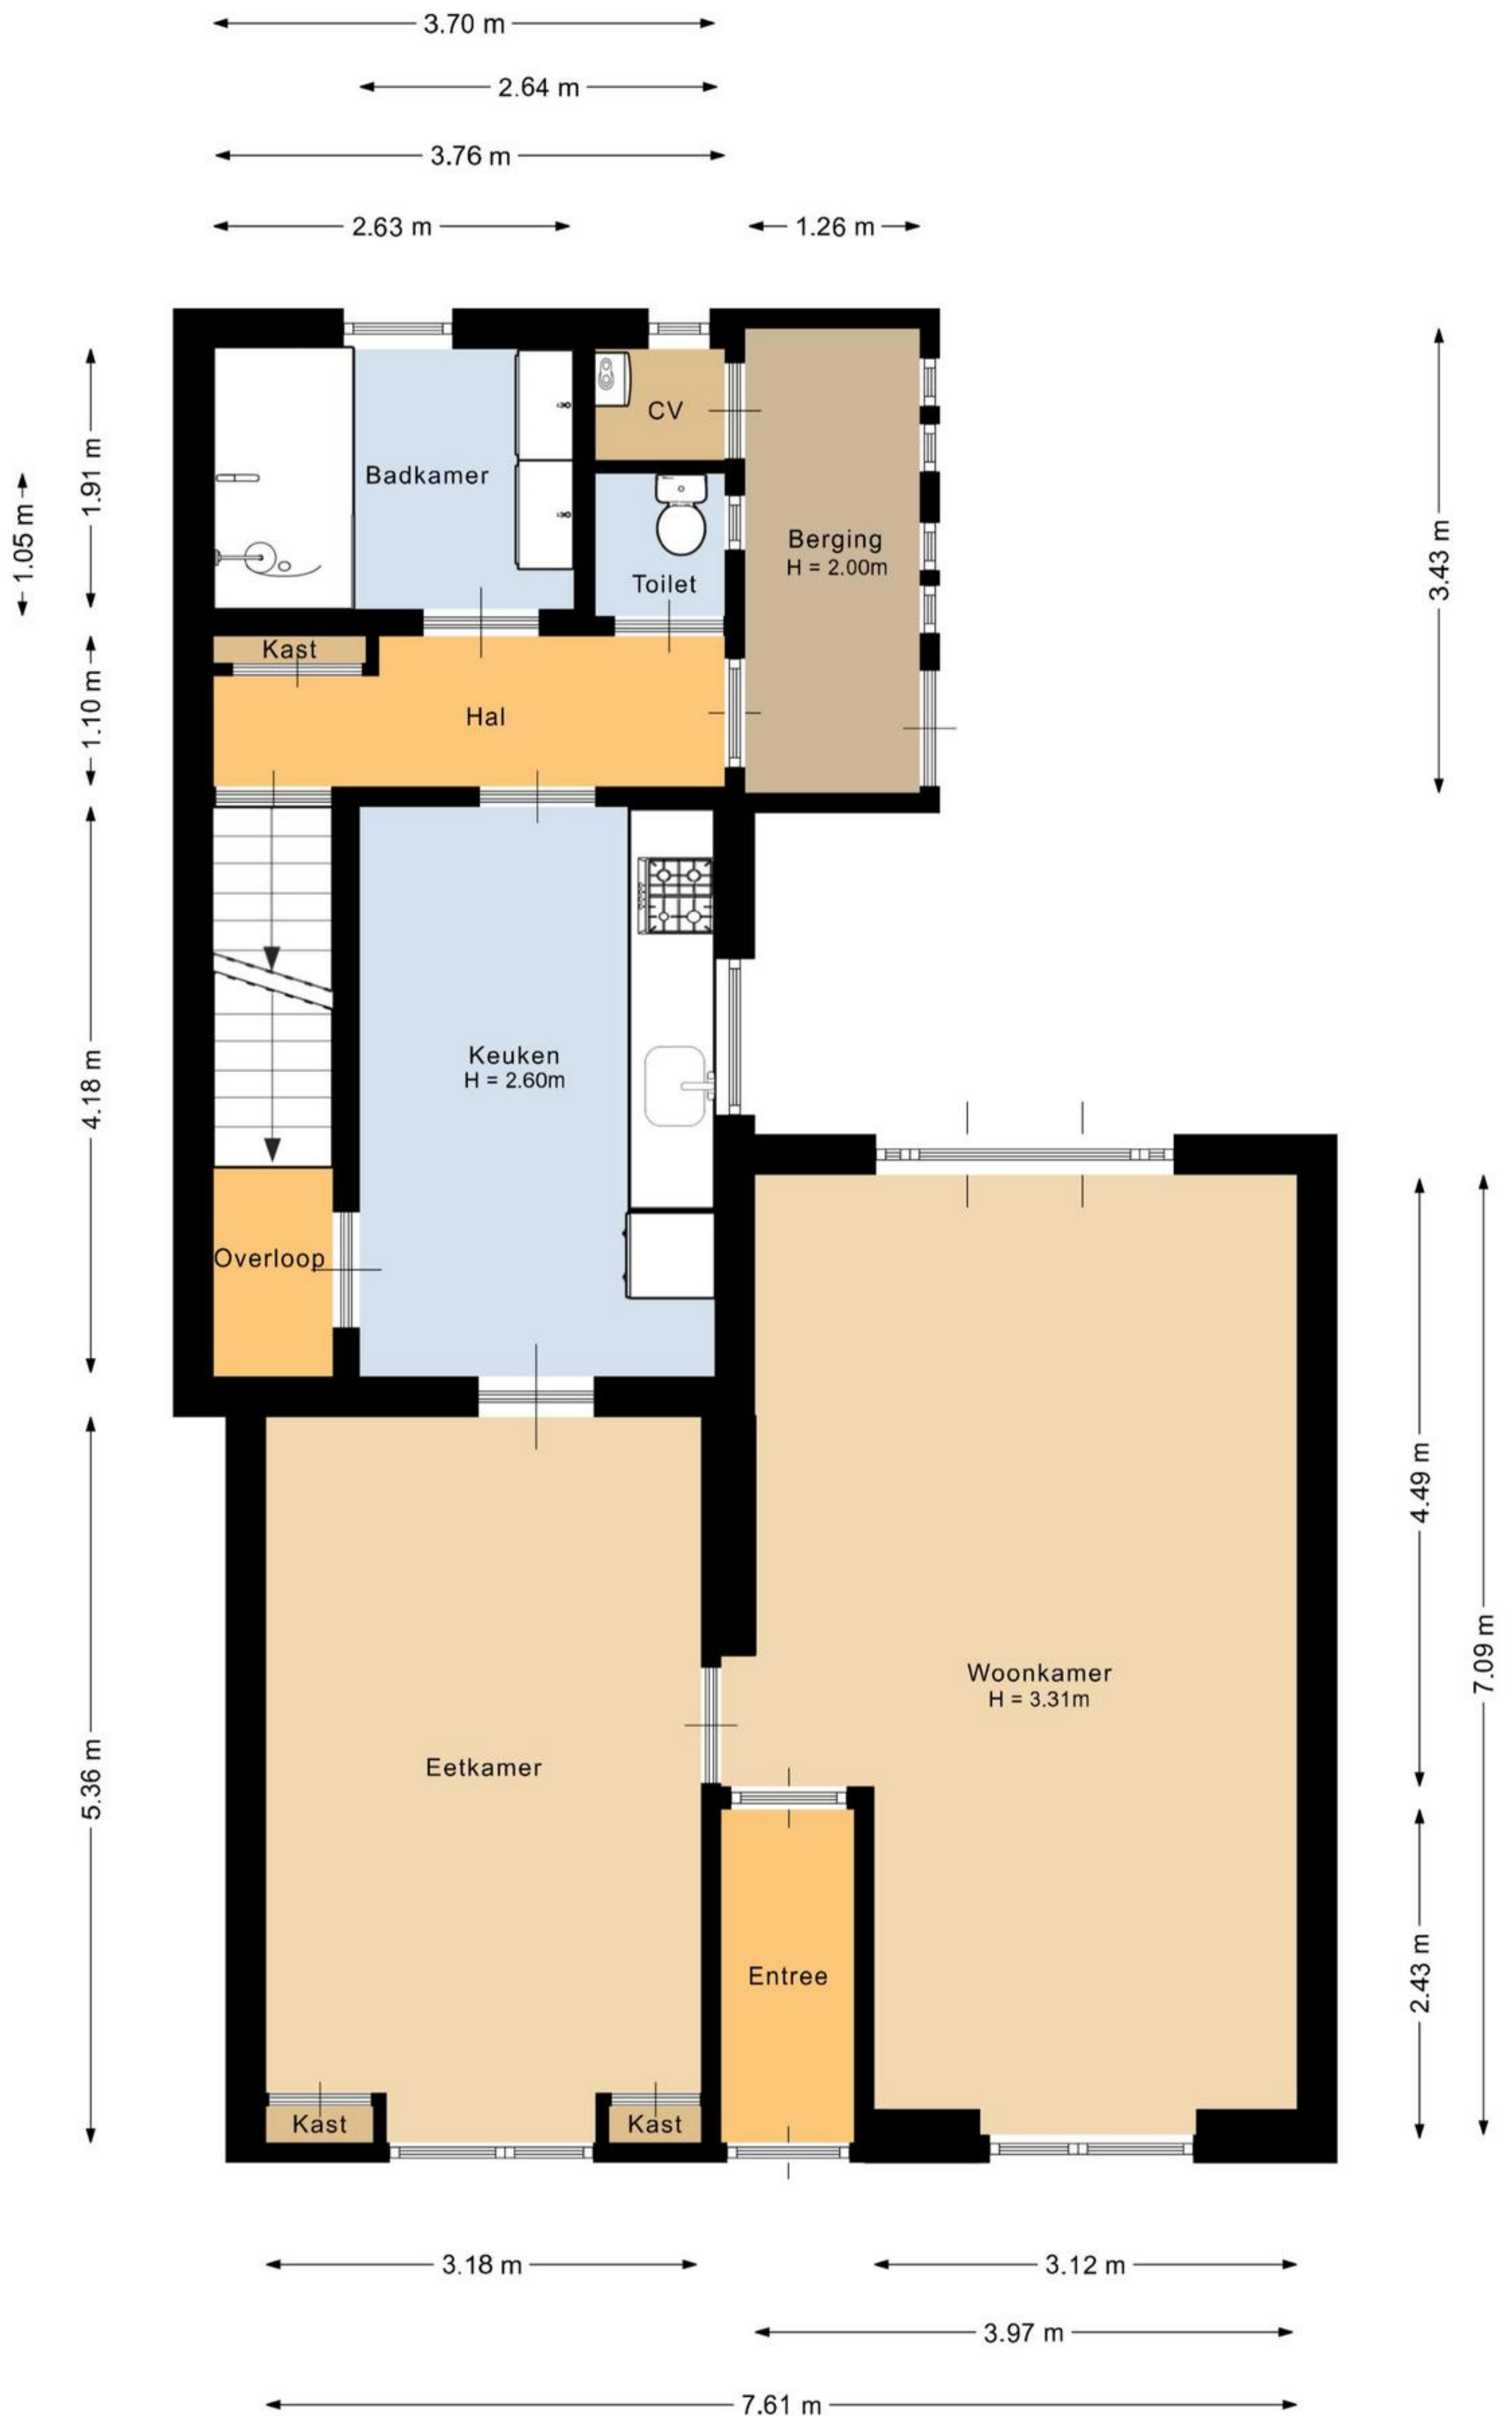 3.70 m
2.64 m
3.76 m
2.63 m
1.26 m
1.91 m
1.05 m
3.43 m
CV
Badkamer
Berging
H = 2.00m
Toilet
Kast
1.10 m
Hal
4.18 m
Keuken
H = 2.60m
Overloop
4.49 m
7.09 m
Woonkamer
H = 3.31m
Eetkamer
5.36 m
Entree
2.43 m
Kast
Kast
3.18 m
3.12 m
3.97 m
7.61 m